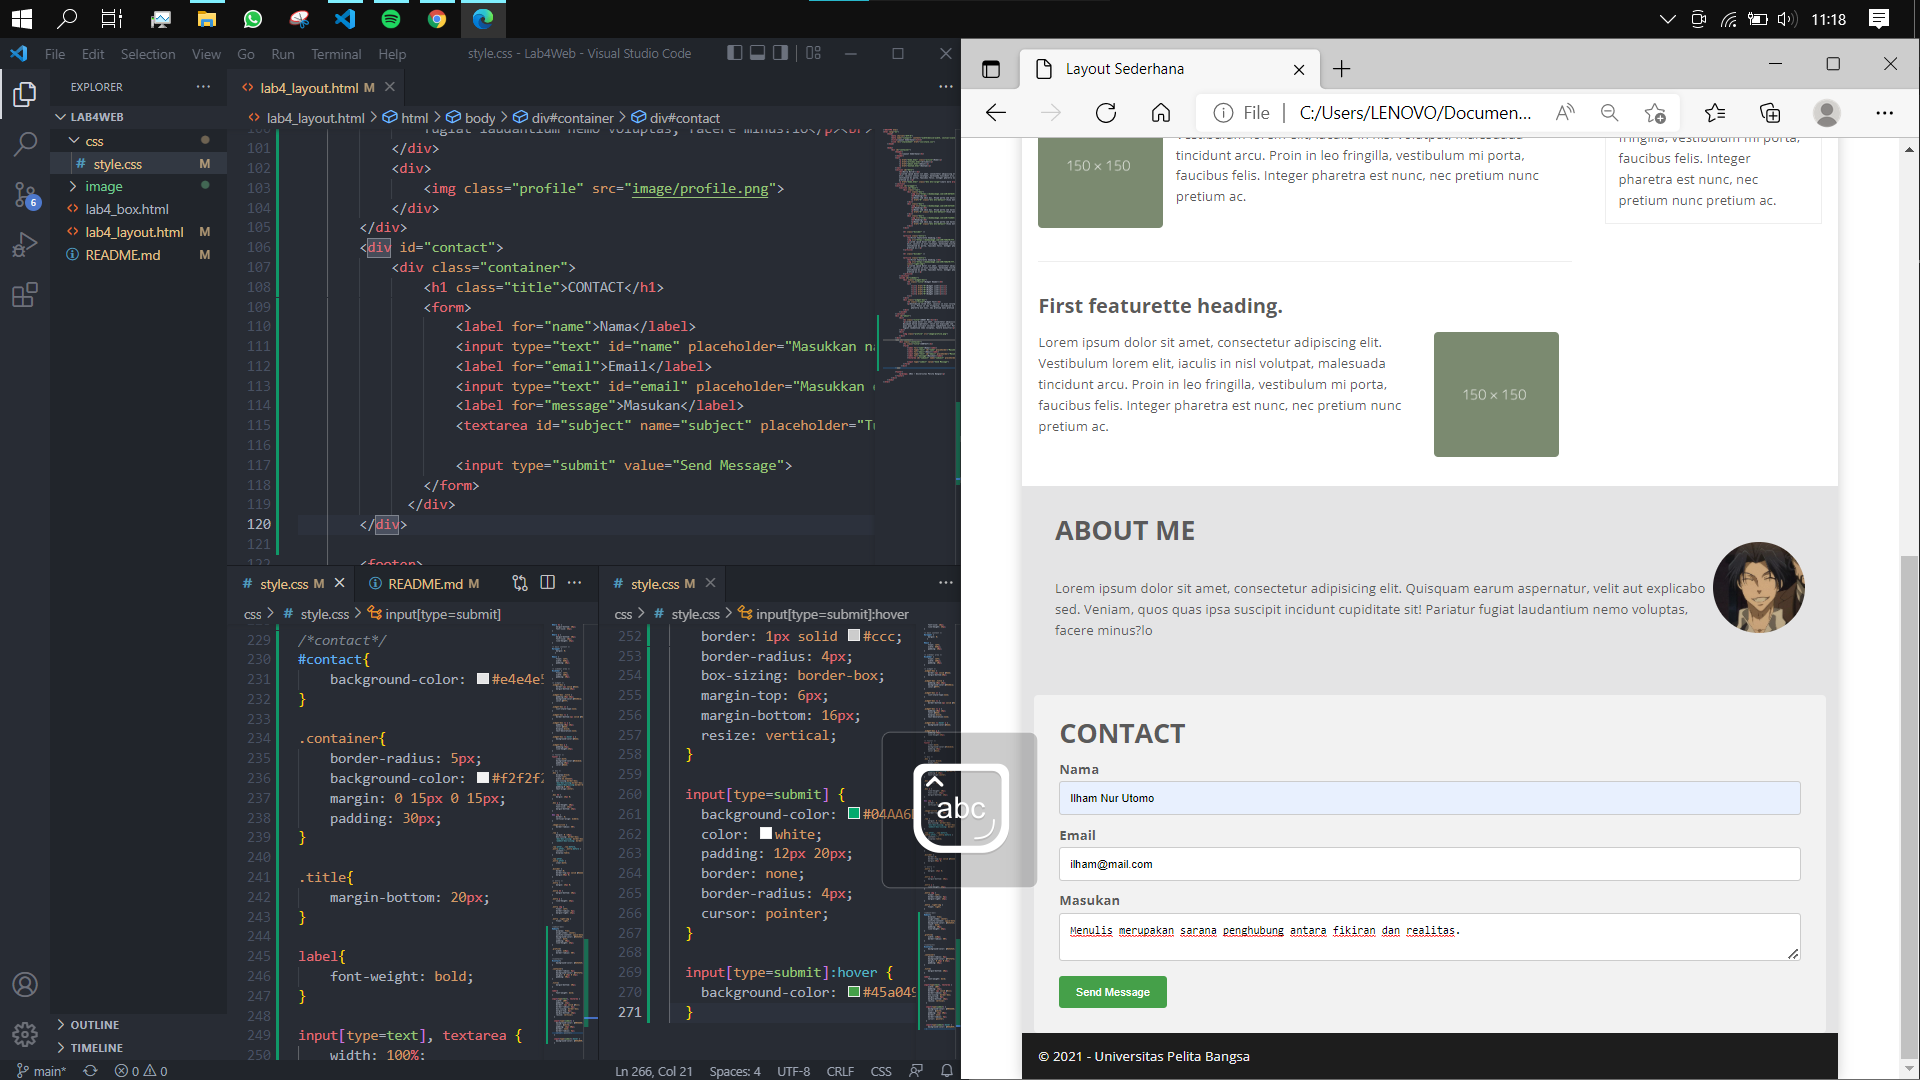 11:18
File Edit Selection View Go Run Terminal Help
style.css - Lab4Web - Visual Studio Code
EXPLORER
LAB4WEB
css
style.css M
image
lab4_box.html
lab4_layout.html M
README.md M
OUTLINE
TIMELINE
lab4_layout.html M
lab4_layout.html > html > body > div#container > div#contact
101 </div>
102 <div>
103 <img class="profile" src="image/profile.png">
104 </div>
105 </div>
106 <div id="contact">
107 <div class="container">
108 <h1 class="title">CONTACT</h1>
109 <form>
110 <label for="name">Nama</label>
111 <input type="text" id="name" placeholder="Masukkan n
112 <label for="email">Email</label>
113 <input type="text" id="email" placeholder="Masukkan
114 <label for="message">Masukan</label>
115 <textarea id="subject" name="subject" placeholder="Tu
116
117 <input type="submit" value="Send Message">
118 </form>
119 </div>
120 </div>
121
122 <footer>
style.css M
README.md M
css > style.css > input[type=submit]
229 /*contact*/
230 #contact{
231 background-color: #e4e4e5
232 }
233
234 .container{
235 border-radius: 5px;
236 background-color: #f2f2f2
237 margin: 0 15px 0 15px;
238 padding: 30px;
239 }
240
241 .title{
242 margin-bottom: 20px;
243 }
244
245 label{
246 font-weight: bold;
247 }
248
249 input[type=text], textarea {
250 width: 100%;
style.css M
css > style.css > input[type=submit]:hover
252 border: 1px solid #ccc;
253 border-radius: 4px;
254 box-sizing: border-box;
255 margin-top: 6px;
256 margin-bottom: 16px;
257 resize: vertical;
258 }
259
260 input[type=submit] {
261 background-color: #04AA6
262 color: white;
263 padding: 12px 20px;
264 border: none;
265 border-radius: 4px;
266 cursor: pointer;
267 }
268
269 input[type=submit]:hover {
270 background-color: #45a049
271 }
main* 0 0
Ln 266, Col 21 Spaces: 4 UTF-8 CRLF CSS
6
abc
Layout Sederhana
File C:/Users/LENOVO/Documen...
150 × 150
tincidunt arcu. Proin in leo fringilla, vestibulum mi porta,
faucibus felis. Integer pharetra est nunc, nec pretium nunc
pretium ac.
fringilla, vestibulum mi porta,
faucibus felis. Integer
pharetra est nunc, nec
pretium nunc pretium ac.
First featurette heading.
Lorem ipsum dolor sit amet, consectetur adipiscing elit.
Vestibulum lorem elit, iaculis in nisl volutpat, malesuada
tincidunt arcu. Proin in leo fringilla, vestibulum mi porta,
faucibus felis. Integer pharetra est nunc, nec pretium nunc
pretium ac.
150 × 150
ABOUT ME
Lorem ipsum dolor sit amet, consectetur adipisicing elit. Quisquam earum aspernatur, velit aut explicabo
sed. Veniam, quos quas ipsa suscipit incidunt cupiditate sit! Pariatur fugiat laudantium nemo voluptas,
facere minus?lo
CONTACT
Nama
Ilham Nur Utomo
Email
ilham@mail.com
Masukan
Menulis merupakan sarana penghubung antara fikiran dan realitas.
Send Message
© 2021 - Universitas Pelita Bangsa